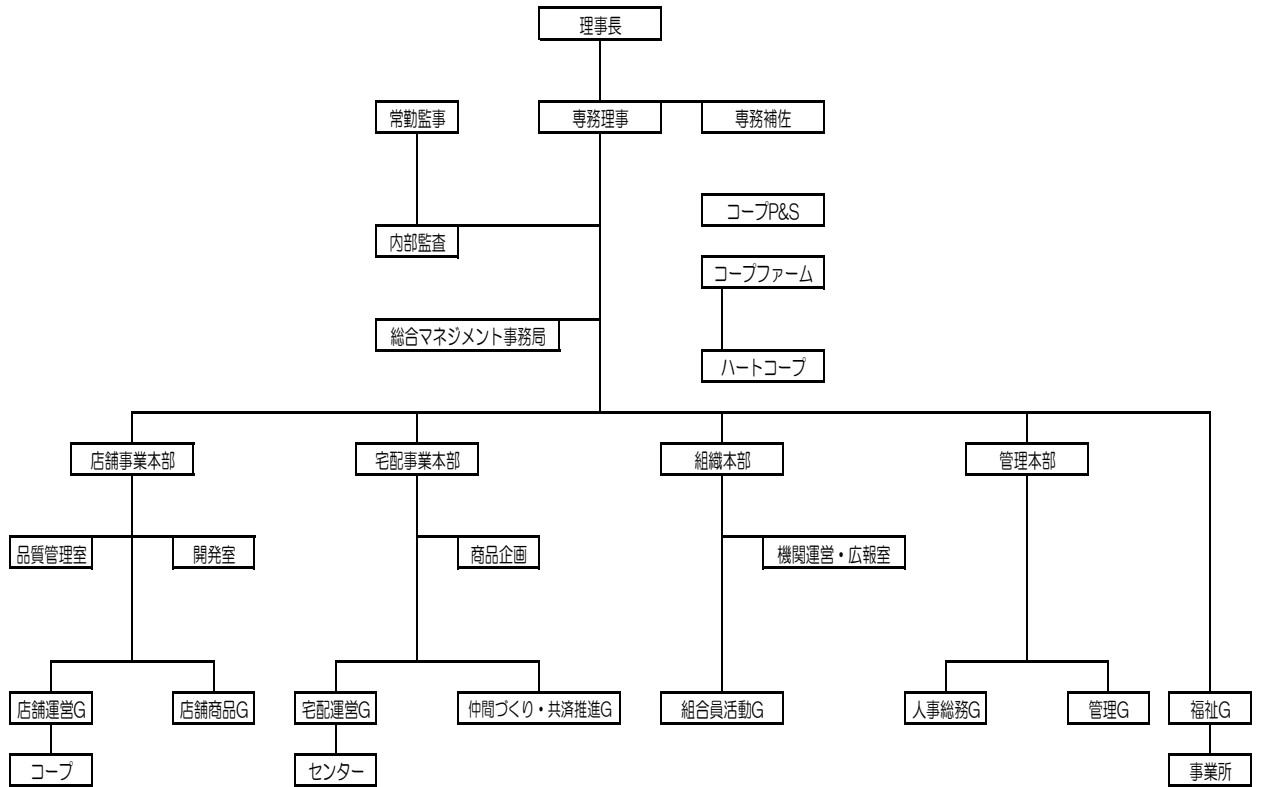 理事長
常勤監事
専務理事
専務補佐
コープP&S
内部監査
コープファーム
総合マネジメント事務局
ハートコープ
店舗事業本部
宅配事業本部
組織本部
管理本部
品質管理室
開発室
商品企画
機関運営・広報室
店舗運営G
店舗商品G
宅配運営G
仲間づくり・共済推進G
組合員活動G
人事総務G
管理G
福祉G
コープ
センター
事業所